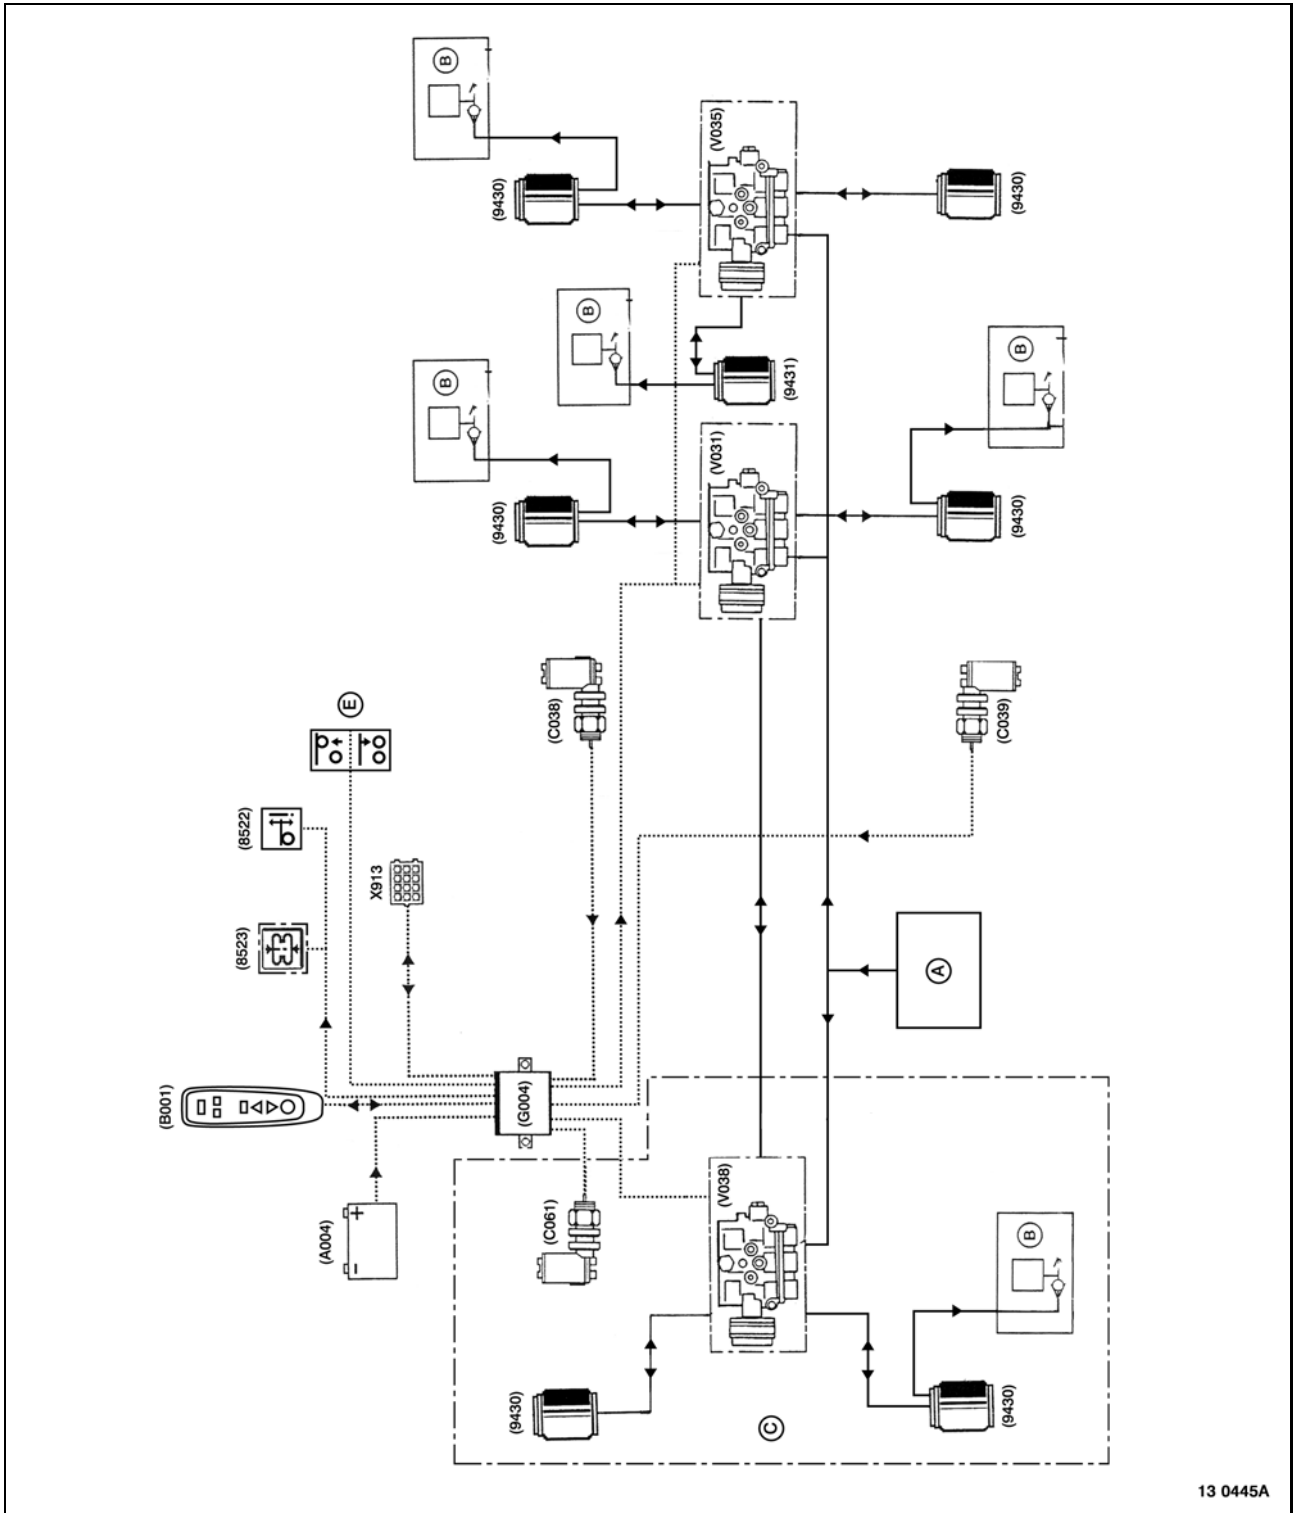 B
(V035)
(9430)
(9430)
B
B
B
(9431)
(V031)
(9430)
(9430)
(C038)
(C039)
E
(8522)
X913
(8523)
A
(B001)
(G004)
(A004)
+
−
(C061)
(V038)
B
(9430)
(9430)
C
13 0445A